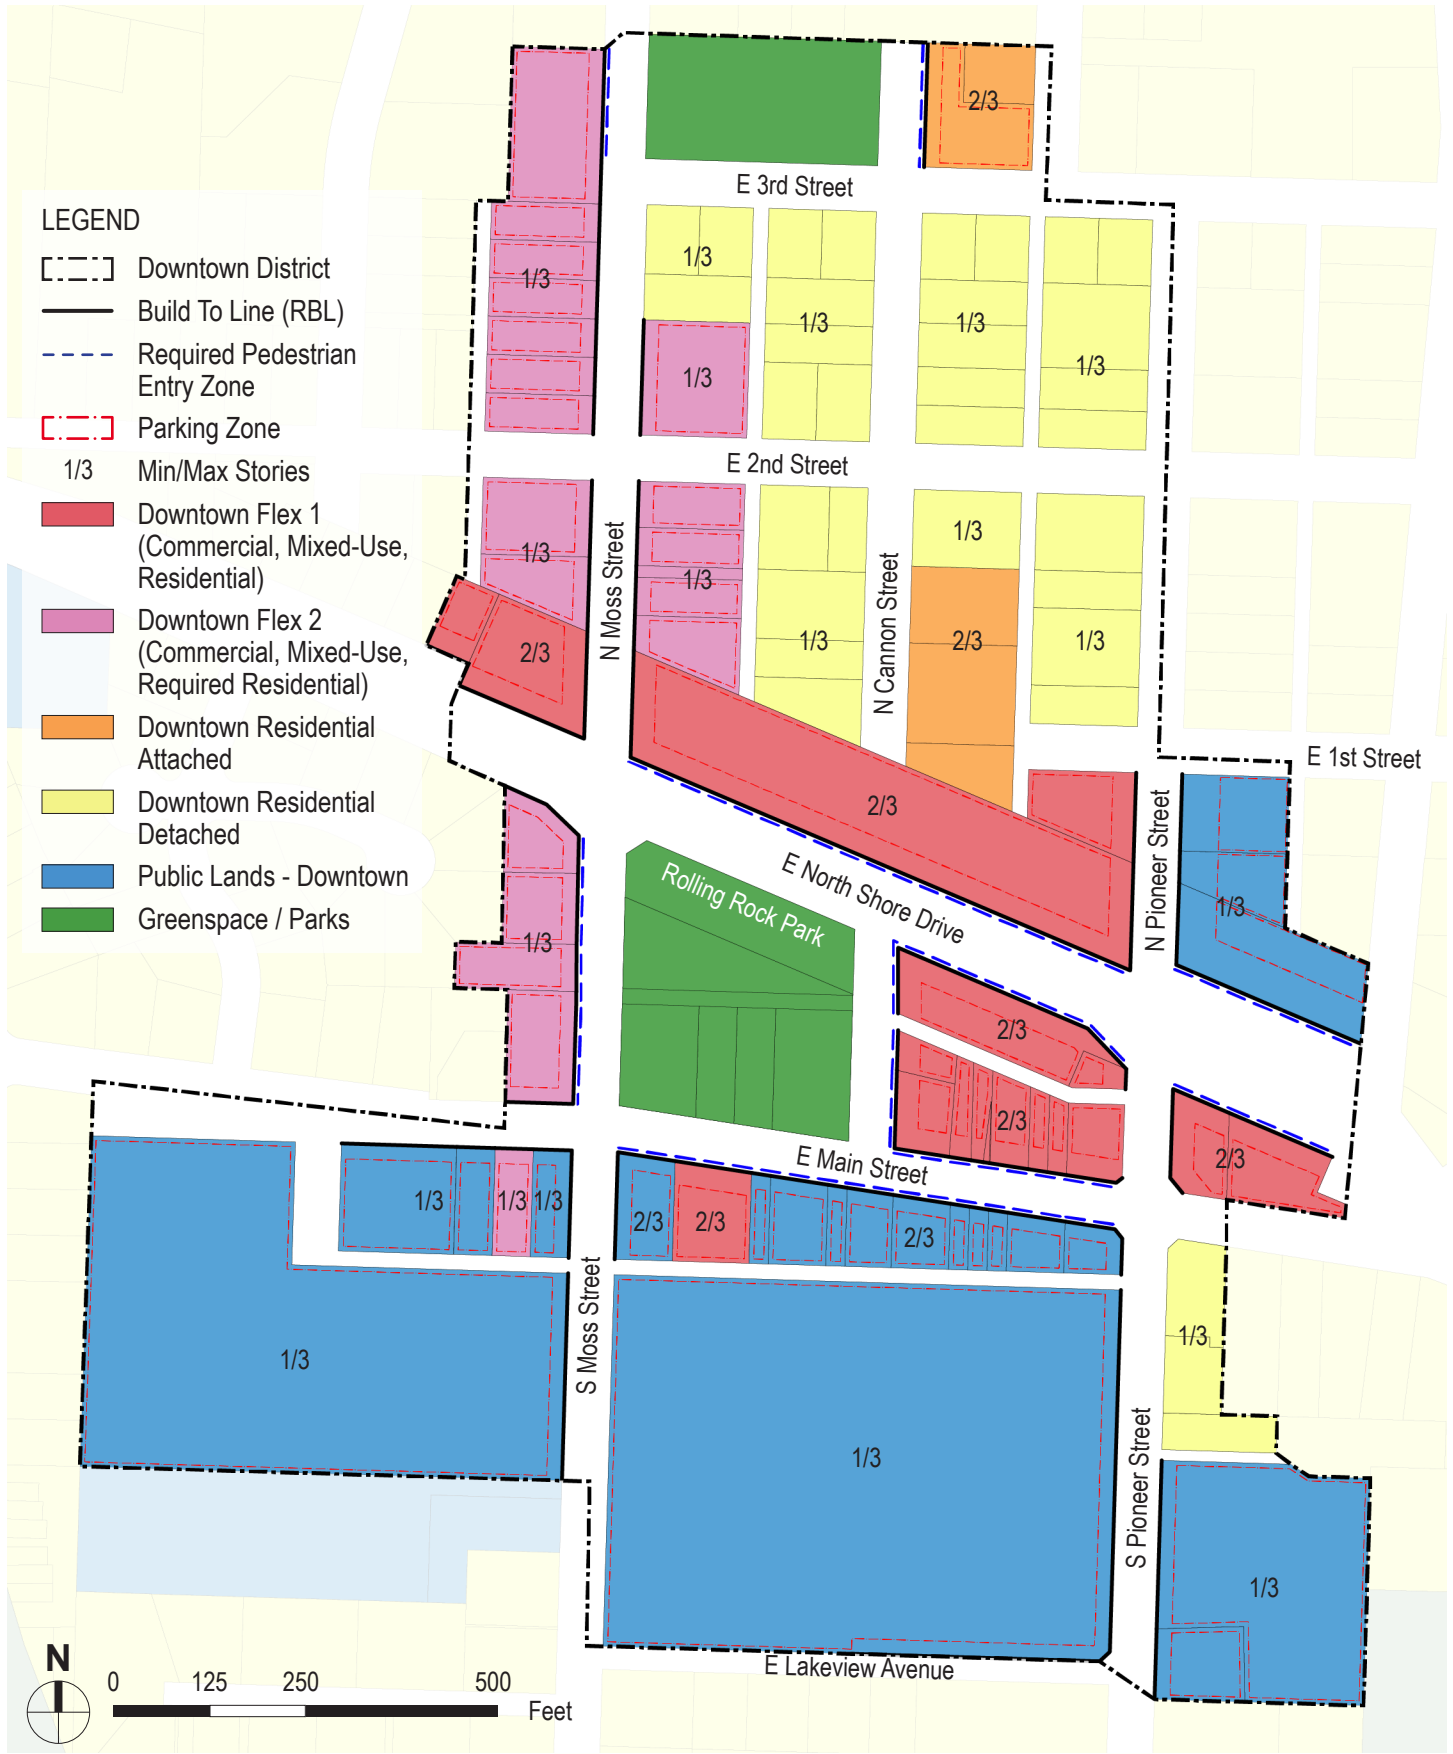 LEGEND
Downtown District
Build To Line (RBL)
Required Pedestrian
Entry Zone
Parking Zone
1/3 Min/Max Stories
Downtown Flex 1
(Commercial, Mixed-Use,
Residential)
Downtown Flex 2
(Commercial, Mixed-Use,
Required Residential)
Downtown Residential
Attached
Downtown Residential
Detached
Public Lands - Downtown
Greenspace / Parks
2/3
E 3rd Street
1/3
1/3
1/3
1/3
1/3
1/3
E 2nd Street
1/3
1/3
1/3
1/3
2/3
1/3
2/3
N Moss Street
N Cannon Street
E 1st Street
2/3
N Pioneer Street
1/3
Rolling Rock Park
E North Shore Drive
1/3
2/3
2/3
E Main Street
2/3
1/3
1/3
1/3
2/3
2/3
2/3
S Moss Street
1/3
1/3
1/3
S Pioneer Street
1/3
E Lakeview Avenue
N
0 125 250 500
Feet